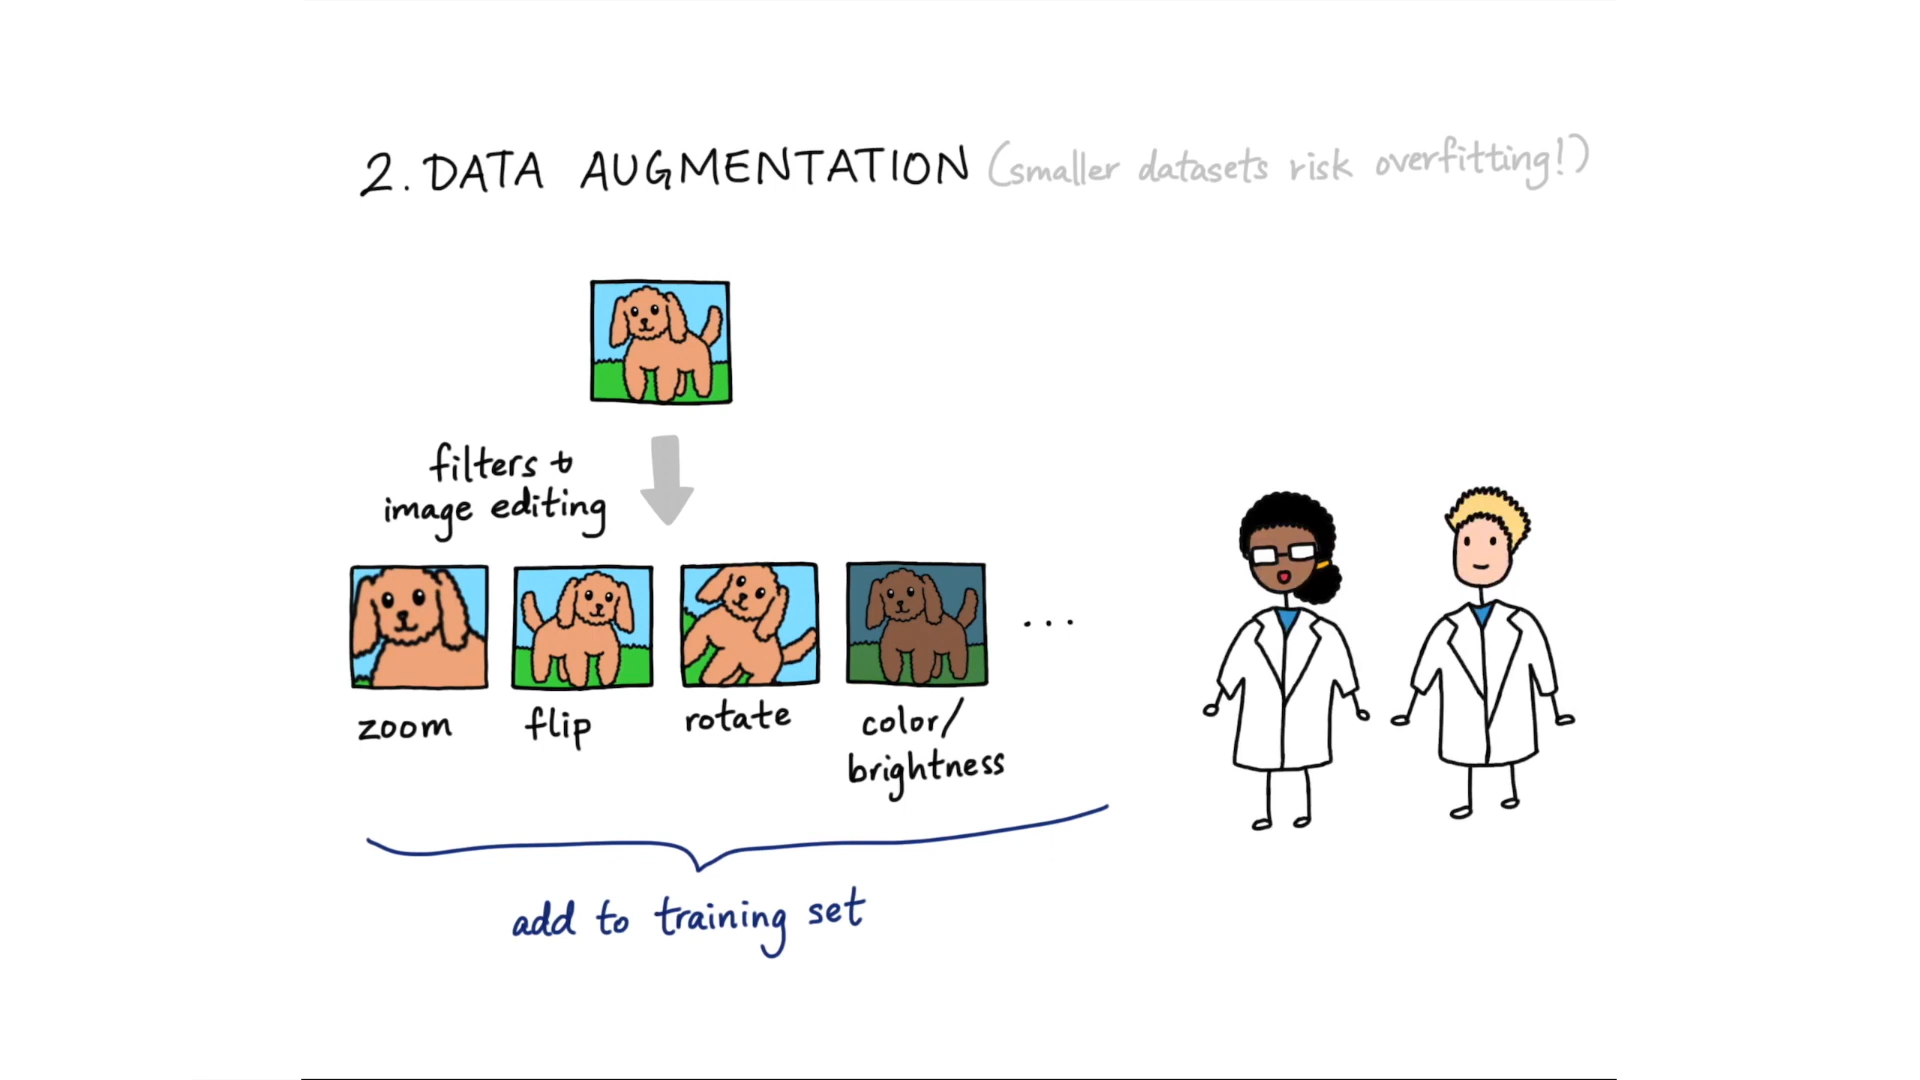 2. DATA AUGMENTATION (smaller datasets risk overfitting!)
filters +
image editing
zoom
flip
rotate
color/
brightness
...
add to training set